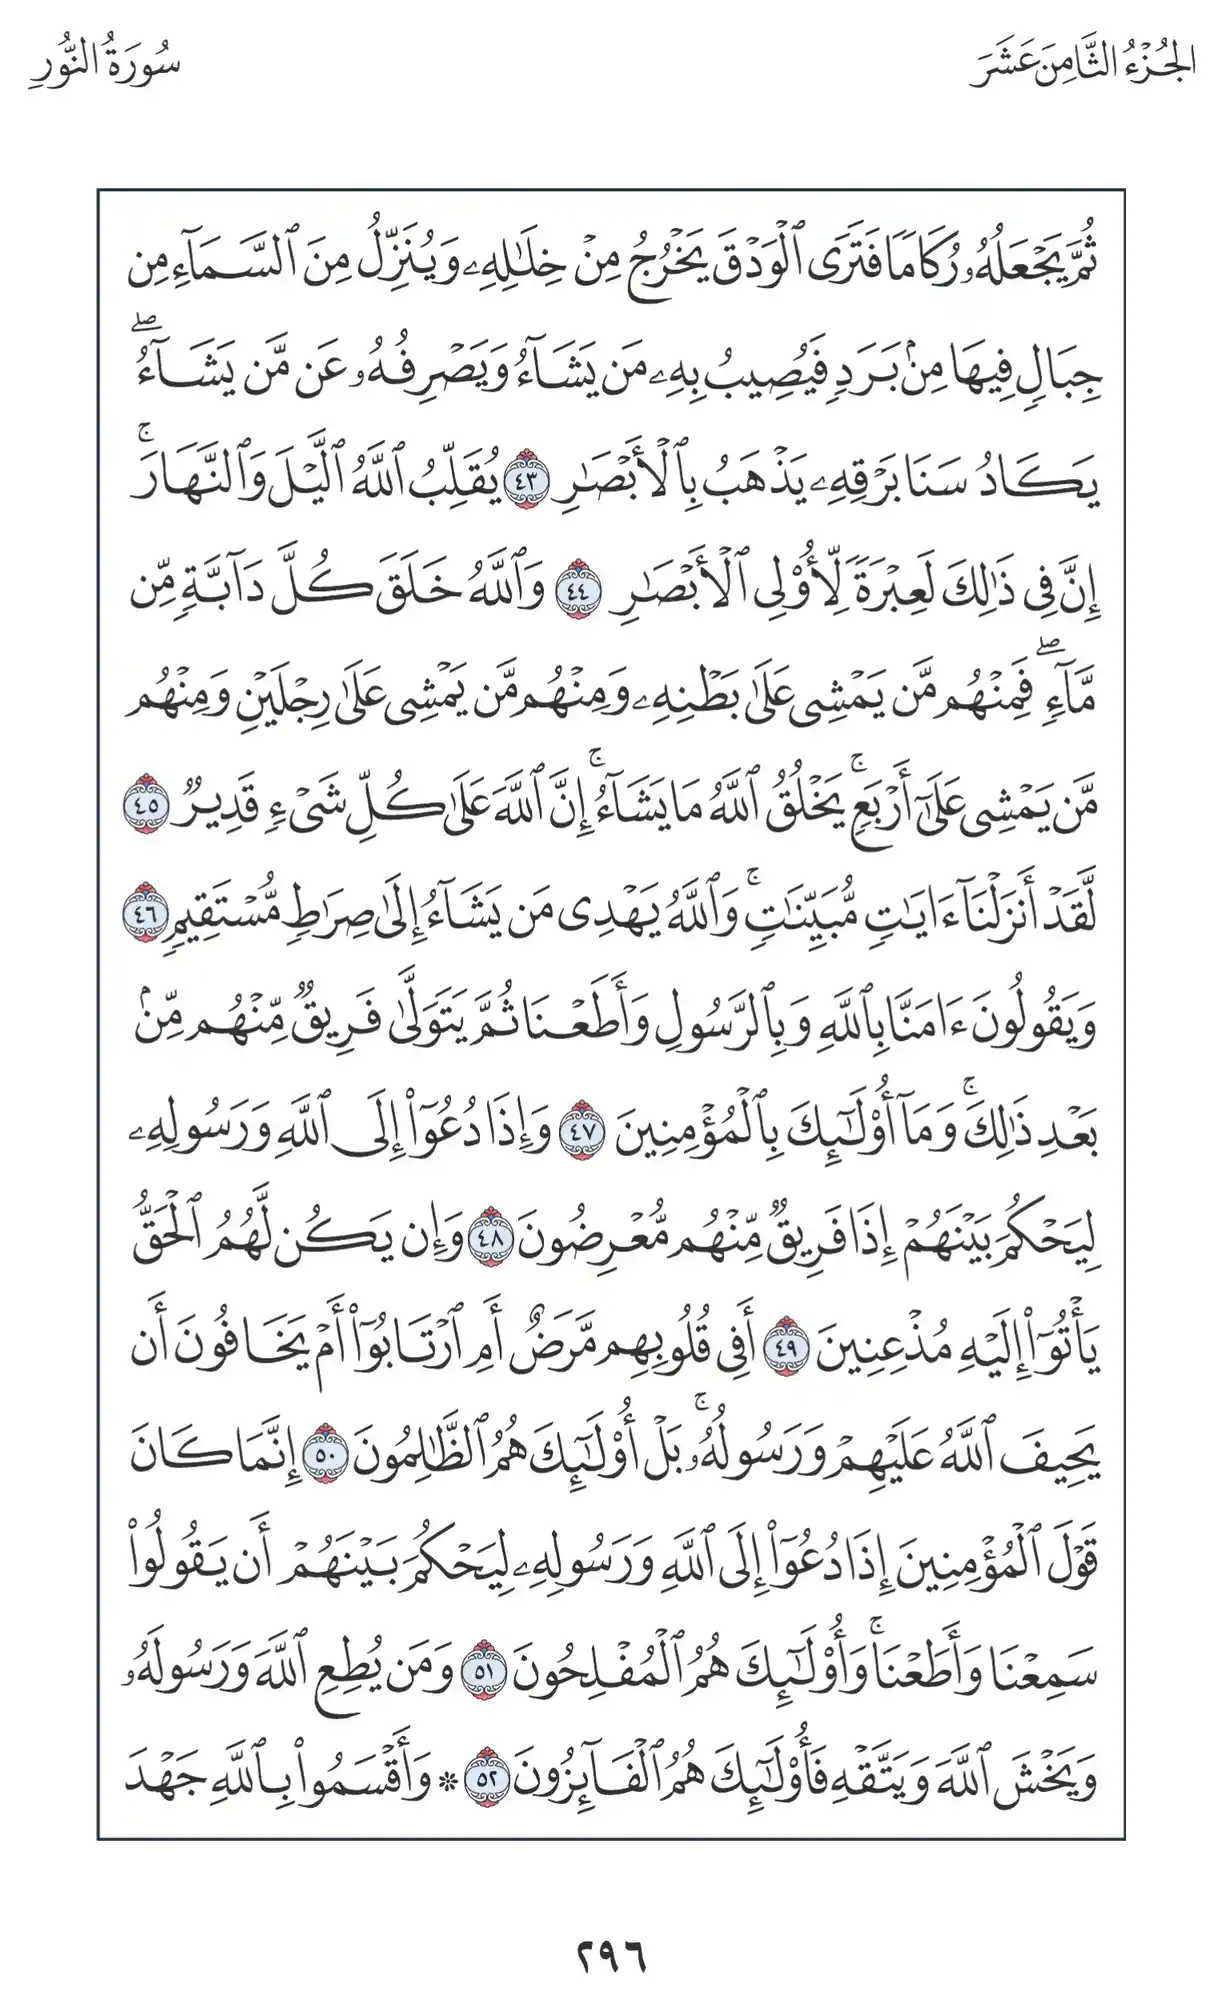 الجُزْءُ الثَّامِنَ عَشَرَ
سُورَةُ النُّورِ
ثُمَّ يَجْعَلُهُۥ رُكَامًا فَتَرَى ٱلْوَدْقَ يَخْرُجُ مِنْ خِلَٰلِهِۦ وَيُنَزِّلُ مِنَ ٱلسَّمَآءِ مِن
جِبَالٍ فِيهَا مِنۢ بَرَدٍ فَيُصِيبُ بِهِۦ مَن يَشَآءُ وَيَصْرِفُهُۥ عَن مَّن يَشَآءُۖ
يَكَادُ سَنَا بَرْقِهِۦ يَذْهَبُ بِٱلْأَبْصَٰرِ ٤٣ يُقَلِّبُ ٱللَّهُ ٱلَّيْلَ وَٱلنَّهَارَۚ
إِنَّ فِى ذَٰلِكَ لَعِبْرَةً لِّأُو۟لِى ٱلْأَبْصَٰرِ ٤٤ وَٱللَّهُ خَلَقَ كُلَّ دَآبَّةٍ مِّن
مَّآءٍۖ فَمِنْهُم مَّن يَمْشِى عَلَىٰ بَطْنِهِۦ وَمِنْهُم مَّن يَمْشِى عَلَىٰ رِجْلَيْنِ وَمِنْهُم
مَّن يَمْشِى عَلَىٰٓ أَرْبَعٍۚ يَخْلُقُ ٱللَّهُ مَا يَشَآءُۚ إِنَّ ٱللَّهَ عَلَىٰ كُلِّ شَىْءٍ قَدِيرٌ ٤٥
لَّقَدْ أَنزَلْنَآ ءَايَٰتٍ مُّبَيِّنَٰتٍۚ وَٱللَّهُ يَهْدِى مَن يَشَآءُ إِلَىٰ صِرَٰطٍ مُّسْتَقِيمٍ ٤٦
وَيَقُولُونَ ءَامَنَّا بِٱللَّهِ وَبِٱلرَّسُولِ وَأَطَعْنَا ثُمَّ يَتَوَلَّىٰ فَرِيقٌ مِّنْهُم مِّنۢ
بَعْدِ ذَٰلِكَۚ وَمَآ أُو۟لَٰٓئِكَ بِٱلْمُؤْمِنِينَ ٤٧ وَإِذَا دُعُوٓا۟ إِلَى ٱللَّهِ وَرَسُولِهِۦ
لِيَحْكُمَ بَيْنَهُمْ إِذَا فَرِيقٌ مِّنْهُم مُّعْرِضُونَ ٤٨ وَإِن يَكُن لَّهُمُ ٱلْحَقُّ
يَأْتُوٓا۟ إِلَيْهِ مُذْعِنِينَ ٤٩ أَفِى قُلُوبِهِم مَّرَضٌ أَمِ ٱرْتَابُوٓا۟ أَمْ يَخَافُونَ أَن
يَحِيفَ ٱللَّهُ عَلَيْهِمْ وَرَسُولُهُۥۚ بَلْ أُو۟لَٰٓئِكَ هُمُ ٱلظَّٰلِمُونَ ٥٠ إِنَّمَا كَانَ
قَوْلَ ٱلْمُؤْمِنِينَ إِذَا دُعُوٓا۟ إِلَى ٱللَّهِ وَرَسُولِهِۦ لِيَحْكُمَ بَيْنَهُمْ أَن يَقُولُوا۟
سَمِعْنَا وَأَطَعْنَاۚ وَأُو۟لَٰٓئِكَ هُمُ ٱلْمُفْلِحُونَ ٥١ وَمَن يُطِعِ ٱللَّهَ وَرَسُولَهُۥ
وَيَخْشَ ٱللَّهَ وَيَتَّقْهِ فَأُو۟لَٰٓئِكَ هُمُ ٱلْفَآئِزُونَ ٥٢ ۞ وَأَقْسَمُوا۟ بِٱللَّهِ جَهْدَ
٢٩٦